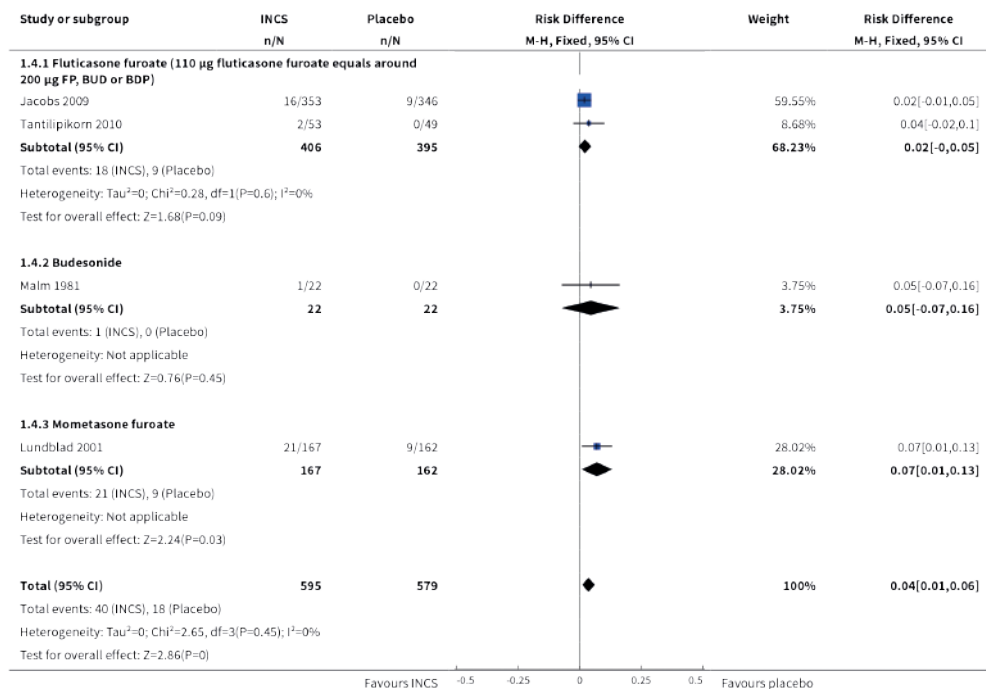 Study or subgroup INCS Placebo Risk Difference Weight Risk Difference
n/N n/N M-H, Fixed, 95% CI M-H, Fixed, 95% CI
1.4.1 Fluticasone furoate (110 µg fluticasone furoate equals around
200 µg FP, BUD or BDP)
Jacobs 2009 16/353 9/346 59.55% 0.02[-0.01,0.05]
Tantilipikorn 2010 2/53 0/49 8.68% 0.04[-0.02,0.1]
Subtotal (95% CI) 406 395 68.23% 0.02[-0,0.05]
Total events: 18 (INCS), 9 (Placebo)
Heterogeneity: Tau²=0; Chi²=0.28, df=1(P=0.6); I²=0%
Test for overall effect: Z=1.68(P=0.09)
1.4.2 Budesonide
Malm 1981 1/22 0/22 3.75% 0.05[-0.07,0.16]
Subtotal (95% CI) 22 22 3.75% 0.05[-0.07,0.16]
Total events: 1 (INCS), 0 (Placebo)
Heterogeneity: Not applicable
Test for overall effect: Z=0.76(P=0.45)
1.4.3 Mometasone furoate
Lundblad 2001 21/167 9/162 28.02% 0.07[0.01,0.13]
Subtotal (95% CI) 167 162 28.02% 0.07[0.01,0.13]
Total events: 21 (INCS), 9 (Placebo)
Heterogeneity: Not applicable
Test for overall effect: Z=2.24(P=0.03)
Total (95% CI) 595 579 100% 0.04[0.01,0.06]
Total events: 40 (INCS), 18 (Placebo)
Heterogeneity: Tau²=0; Chi²=2.65, df=3(P=0.45); I²=0%
Test for overall effect: Z=2.86(P=0)
Favours INCS -0.5 -0.25 0 0.25 0.5 Favours placebo